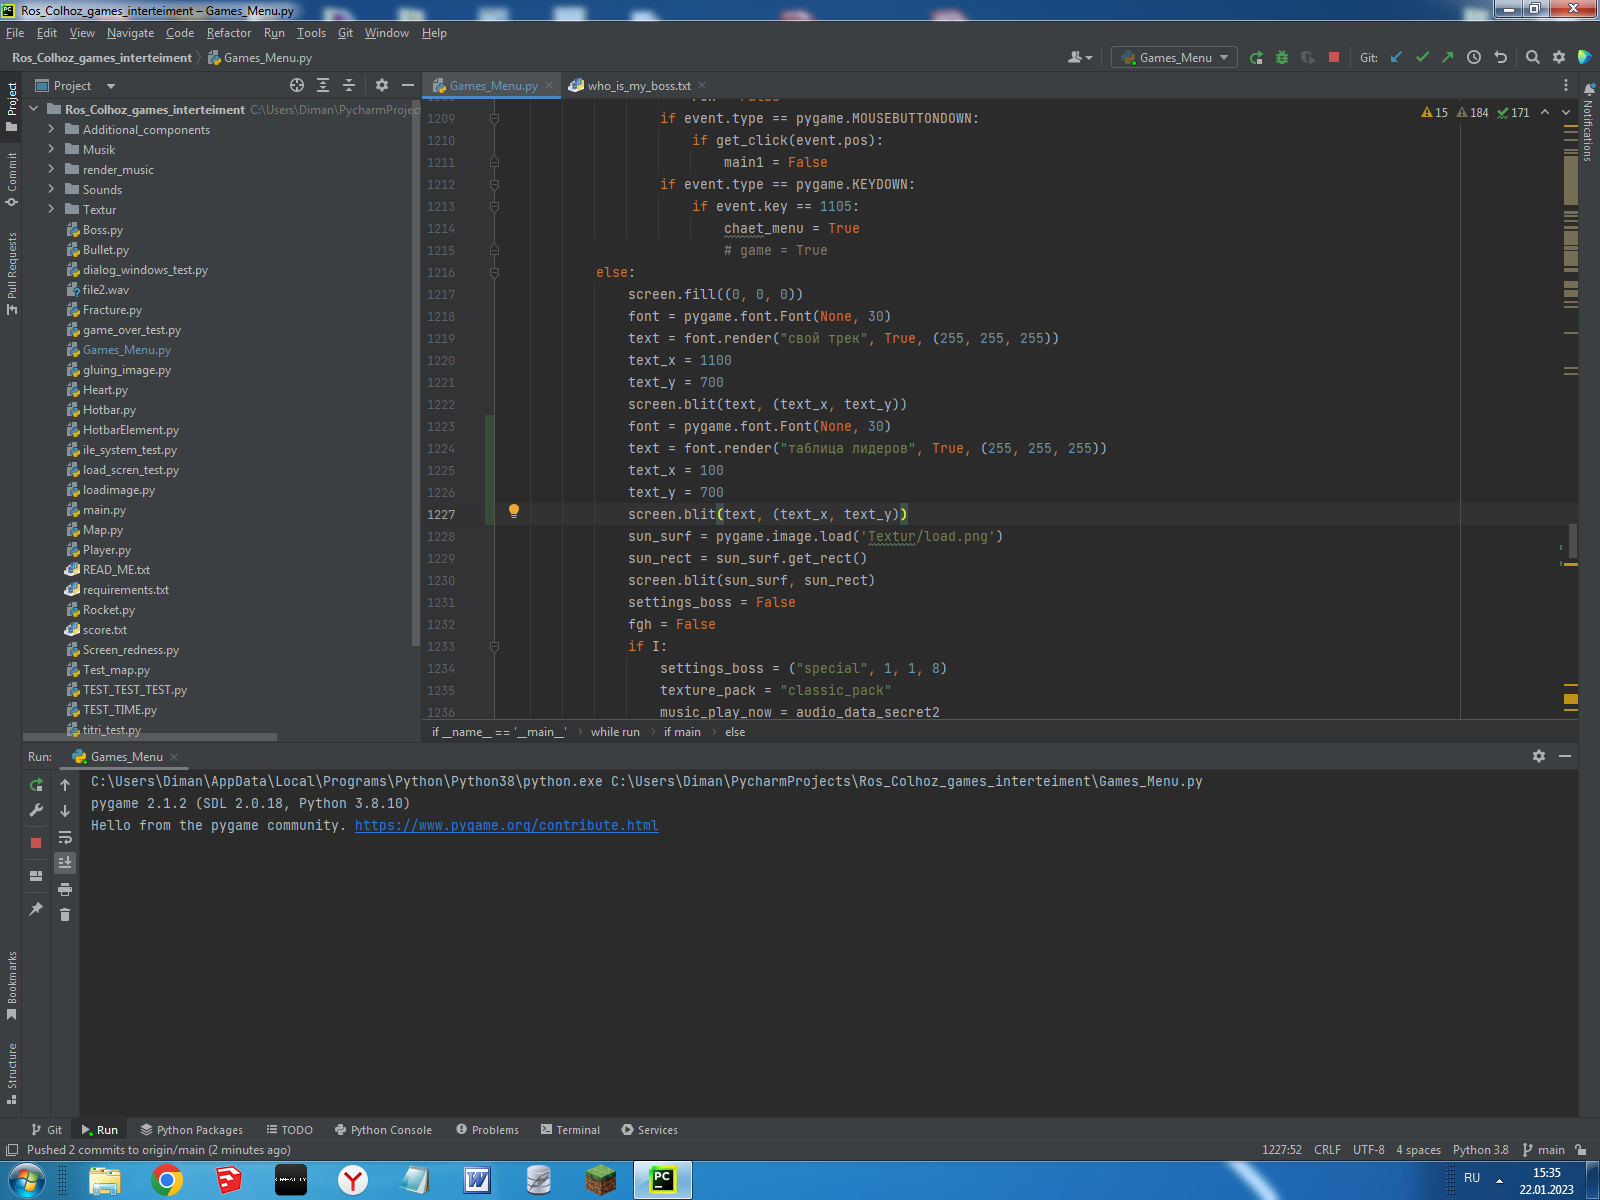 Ros_Colhoz_games_interteiment – Games_Menu.py
File Edit View Navigate Code Refactor Run Tools Git Window Help
Ros_Colhoz_games_interteiment Games_Menu.py
Games_Menu Git:
Project
Games_Menu.py
who_is_my_boss.txt
Ros_Colhoz_games_interteiment C:\Users\Diman\PycharmProjec
Additional_components
Musik
render_music
Sounds
Textur
Boss.py
Bullet.py
dialog_windows_test.py
file2.wav
Fracture.py
game_over_test.py
Games_Menu.py
gluing_image.py
Heart.py
Hotbar.py
HotbarElement.py
ile_system_test.py
load_scren_test.py
loadimage.py
main.py
Map.py
Player.py
READ_ME.txt
requirements.txt
Rocket.py
score.txt
Screen_redness.py
Test_map.py
TEST_TEST_TEST.py
TEST_TIME.py
titri_test.py
15 184 171
1209 if event.type == pygame.MOUSEBUTTONDOWN:
1210 if get_click(event.pos):
1211 main1 = False
1212 if event.type == pygame.KEYDOWN:
1213 if event.key == 1105:
1214 chaet_menu = True
1215 # game = True
1216 else:
1217 screen.fill((0, 0, 0))
1218 font = pygame.font.Font(None, 30)
1219 text = font.render("свой трек", True, (255, 255, 255))
1220 text_x = 1100
1221 text_y = 700
1222 screen.blit(text, (text_x, text_y))
1223 font = pygame.font.Font(None, 30)
1224 text = font.render("таблица лидеров", True, (255, 255, 255))
1225 text_x = 100
1226 text_y = 700
1227 screen.blit(text, (text_x, text_y))
1228 sun_surf = pygame.image.load('Textur/load.png')
1229 sun_rect = sun_surf.get_rect()
1230 screen.blit(sun_surf, sun_rect)
1231 settings_boss = False
1232 fgh = False
1233 if I:
1234 settings_boss = ("special", 1, 1, 8)
1235 texture_pack = "classic_pack"
1236 music_play_now = audio_data_secret2
if __name__ == '__main__' while run if main else
Project
Commit
Pull Requests
Bookmarks
Structure
Notifications
Run: Games_Menu
C:\Users\Diman\AppData\Local\Programs\Python\Python38\python.exe C:\Users\Diman\PycharmProjects\Ros_Colhoz_games_interteiment\Games_Menu.py
pygame 2.1.2 (SDL 2.0.18, Python 3.8.10)
Hello from the pygame community. https://www.pygame.org/contribute.html
Git Run Python Packages TODO Python Console Problems Terminal Services
Pushed 2 commits to origin/main (2 minutes ago) 1227:52 CRLF UTF-8 4 spaces Python 3.8 main
RU 15:35
22.01.2023